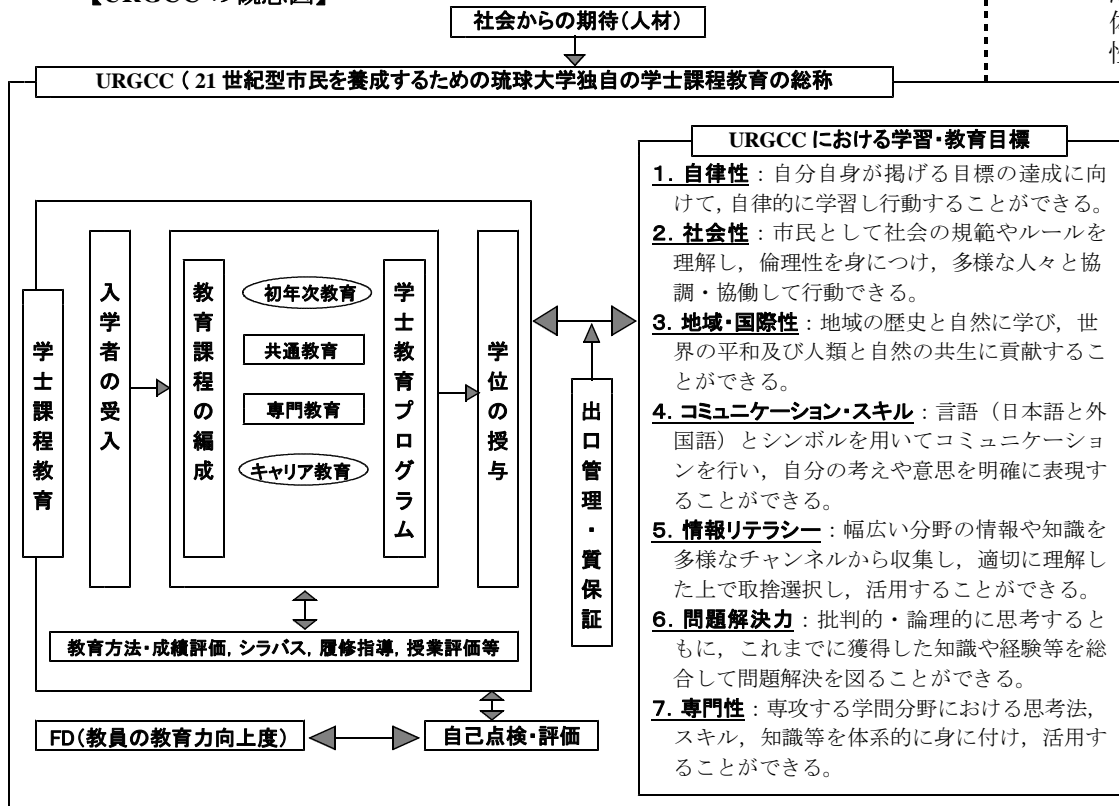 【URGCC の概念図】
社会からの期待(人材)
URGCC ( 21 世紀型市民を養成するための琉球大学独自の学士課程教育の総称
学士課程教育
入学者の受入
教育課程の編成
初年次教育
共通教育
専門教育
キャリア教育
学士教育プログラム
学位の授与
教育方法・成績評価, シラバス, 履修指導, 授業評価等
FD(教員の教育力向上度)
自己点検・評価
出口管理・質保証
URGCC における学習・教育目標
1. 自律性：自分自身が掲げる目標の達成に向
けて, 自律的に学習し行動することができる。
2. 社会性：市民として社会の規範やルールを
理解し，倫理性を身につけ，多様な人々と協
調・協働して行動できる。
3. 地域・国際性：地域の歴史と自然に学び，世
界の平和及び人類と自然の共生に貢献するこ
とができる。
4. コミュニケーション・スキル：言語（日本語と外
国語）とシンボルを用いてコミュニケーショ
ンを行い，自分の考えや意思を明確に表現す
ることができる。
5. 情報リテラシー：幅広い分野の情報や知識を
多様なチャンネルから収集し，適切に理解し
た上で取捨選択し，活用することができる。
6. 問題解決力：批判的・論理的に思考すると
もに，これまでに獲得した知識や経験等を総
合して問題解決を図ることができる。
7. 専門性：専攻する学問分野における思考法,
スキル，知識等を体系的に身に付け，活用す
ることができる。